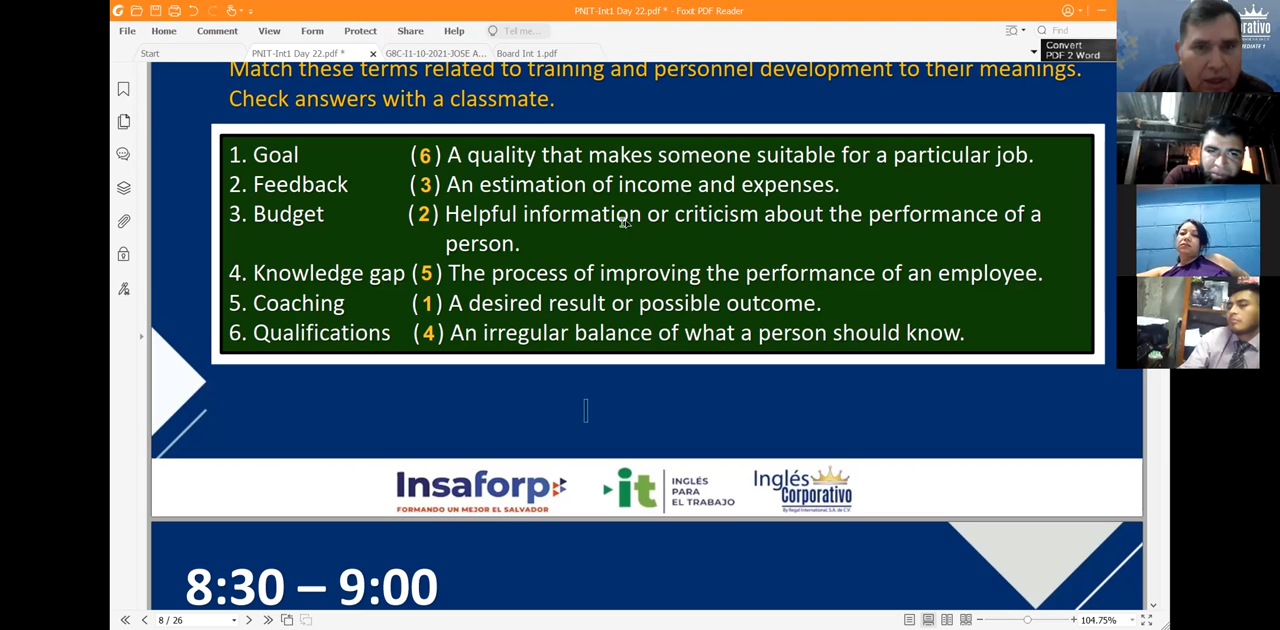 PNIT-Int1 Day 22.pdf * - Foxit PDF Reader
File Home Comment View Form Protect Share Help Tell me... Find
Start PNIT-Int1 Day 22.pdf * G8C-I1-10-2021-JOSE A... Board Int 1.pdf
Convert
PDF 2 Word
Match these terms related to training and personnel development to their meanings.
Check answers with a classmate.
1. Goal (6) A quality that makes someone suitable for a particular job.
2. Feedback (3) An estimation of income and expenses.
3. Budget (2) Helpful information or criticism about the performance of a
person.
4. Knowledge gap (5) The process of improving the performance of an employee.
5. Coaching (1) A desired result or possible outcome.
6. Qualifications (4) An irregular balance of what a person should know.
Insaforp
FORMANDO UN MEJOR EL SALVADOR
it
INGLÉS
PARA
EL TRABAJO
Inglés
Corporativo
By Regal International, S.A. de C.V.
8:30 – 9:00
8 / 26
104.75%